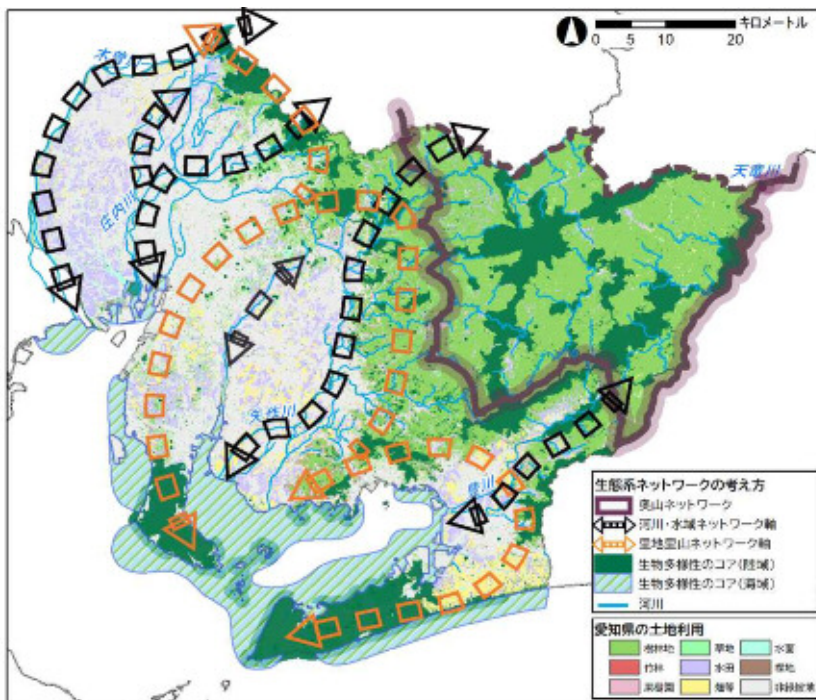 キロメートル
0 5 10 20
木曽川
庄内川
矢作川
豊川
天竜川
生態系ネットワークの考え方
奥山ネットワーク
河川・水域ネットワーク軸
里地里山ネットワーク軸
生物多様性のコア(陸域)
生物多様性のコア(海域)
河川
愛知県の土地利用
樹林地 草地 水面
竹林 水田 裸地
果樹園 畑等 非緑被地